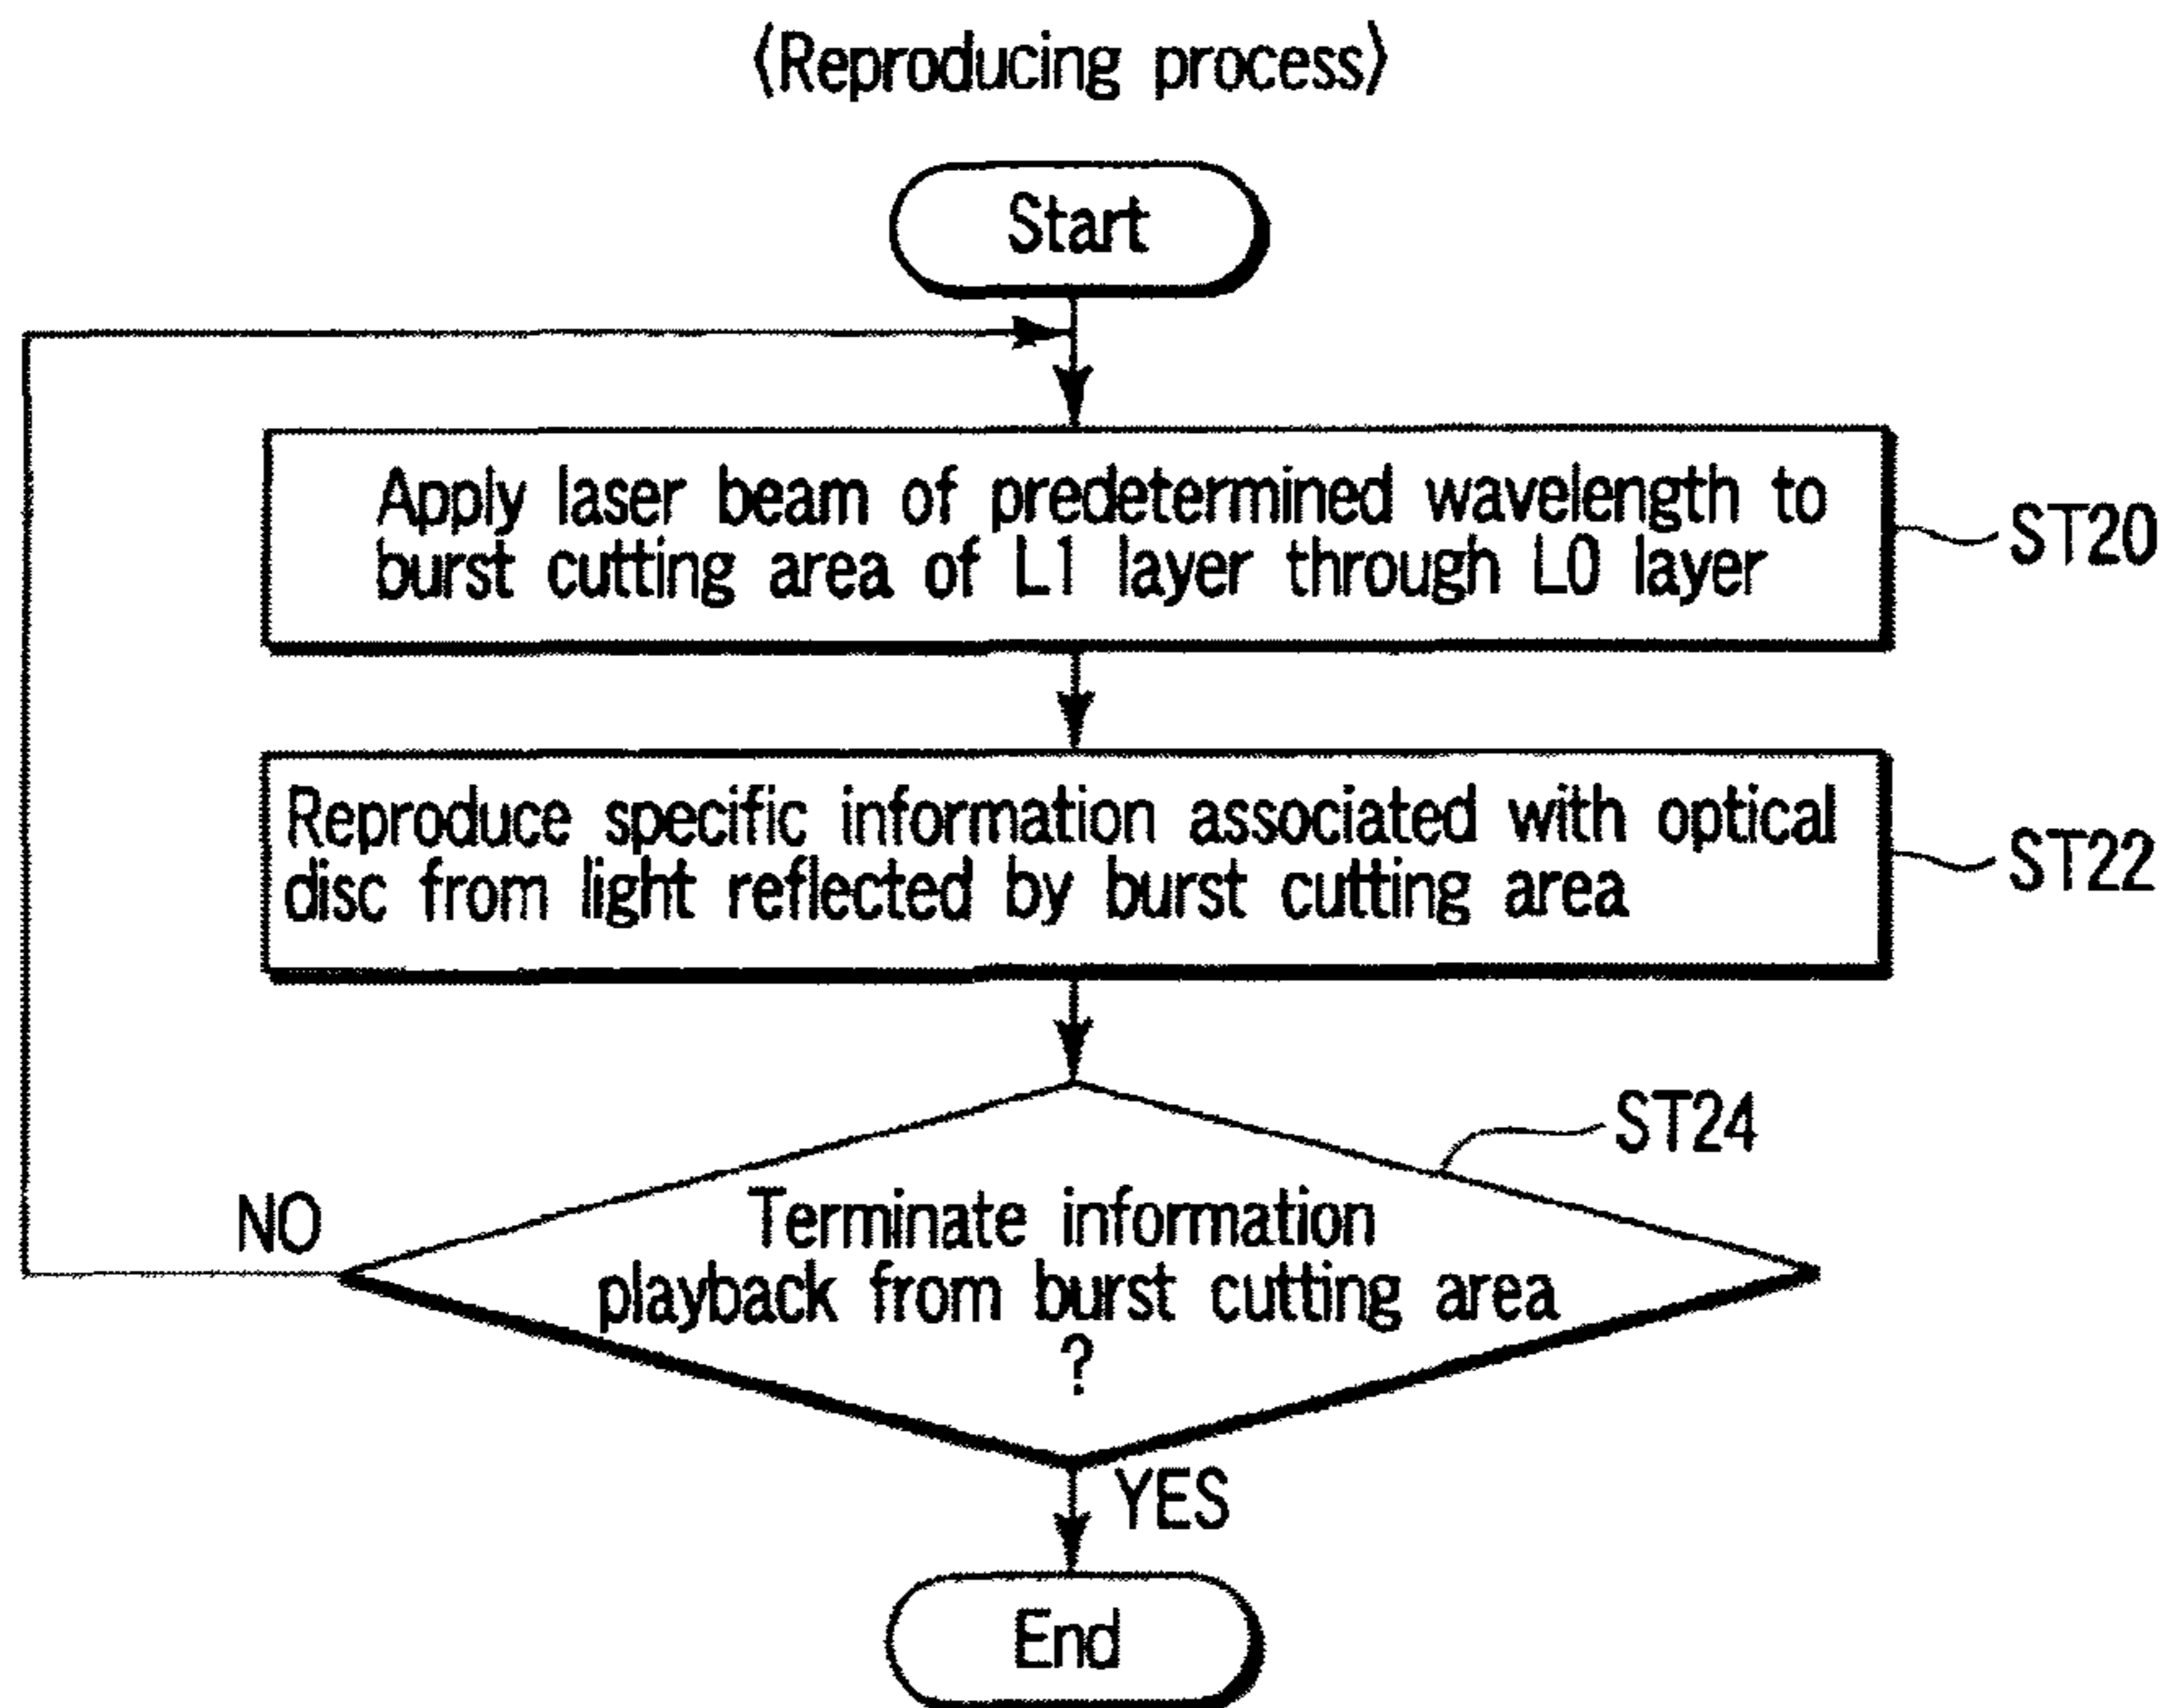 ⟨Reproducing process⟩
Start
Apply laser beam of predetermined wavelength to
burst cutting area of L1 layer through L0 layer
ST20
Reproduce specific information associated with optical
disc from light reflected by burst cutting area
ST22
ST24
Terminate information
playback from burst cutting area
?
NO
YES
End